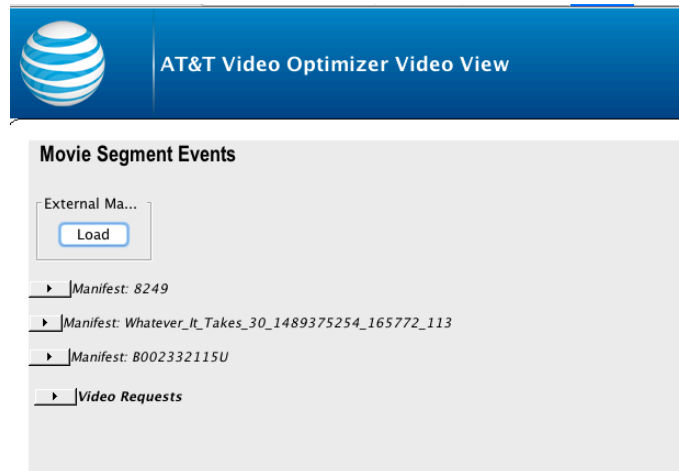 AT&T Video Optimizer Video View
Movie Segment Events
External Ma...
Load
Manifest: 8249
Manifest: Whatever_It_Takes_30_1489375254_165772_113
Manifest: B002332115U
Video Requests